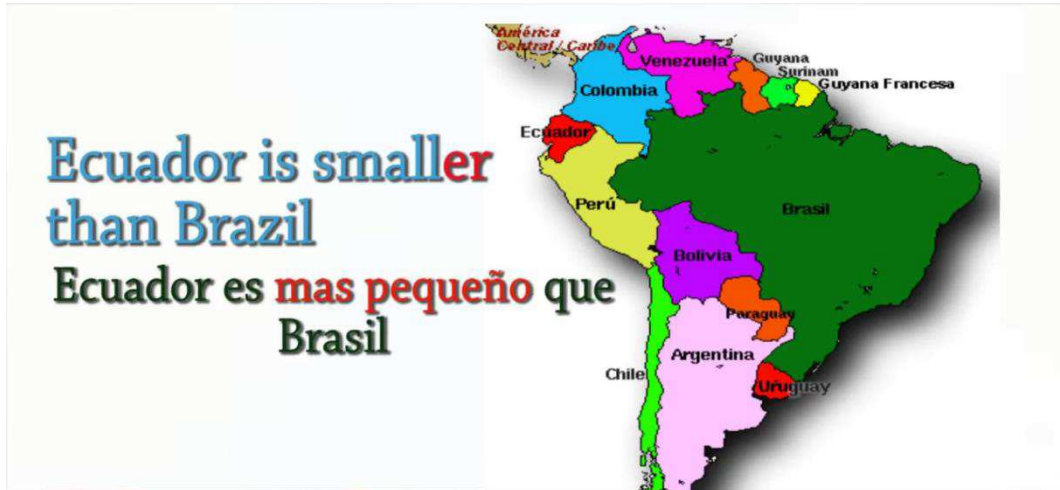 Ecuador is smaller
than Brazil
Ecuador es mas pequeño que
Brasil
América
Central / Caribe
Venezuela
Guyana
Surinam
Guyana Francesa
Colombia
Ecuador
Perú
Brasil
Bolivia
Paraguay
Argentina
Chile
Uruguay